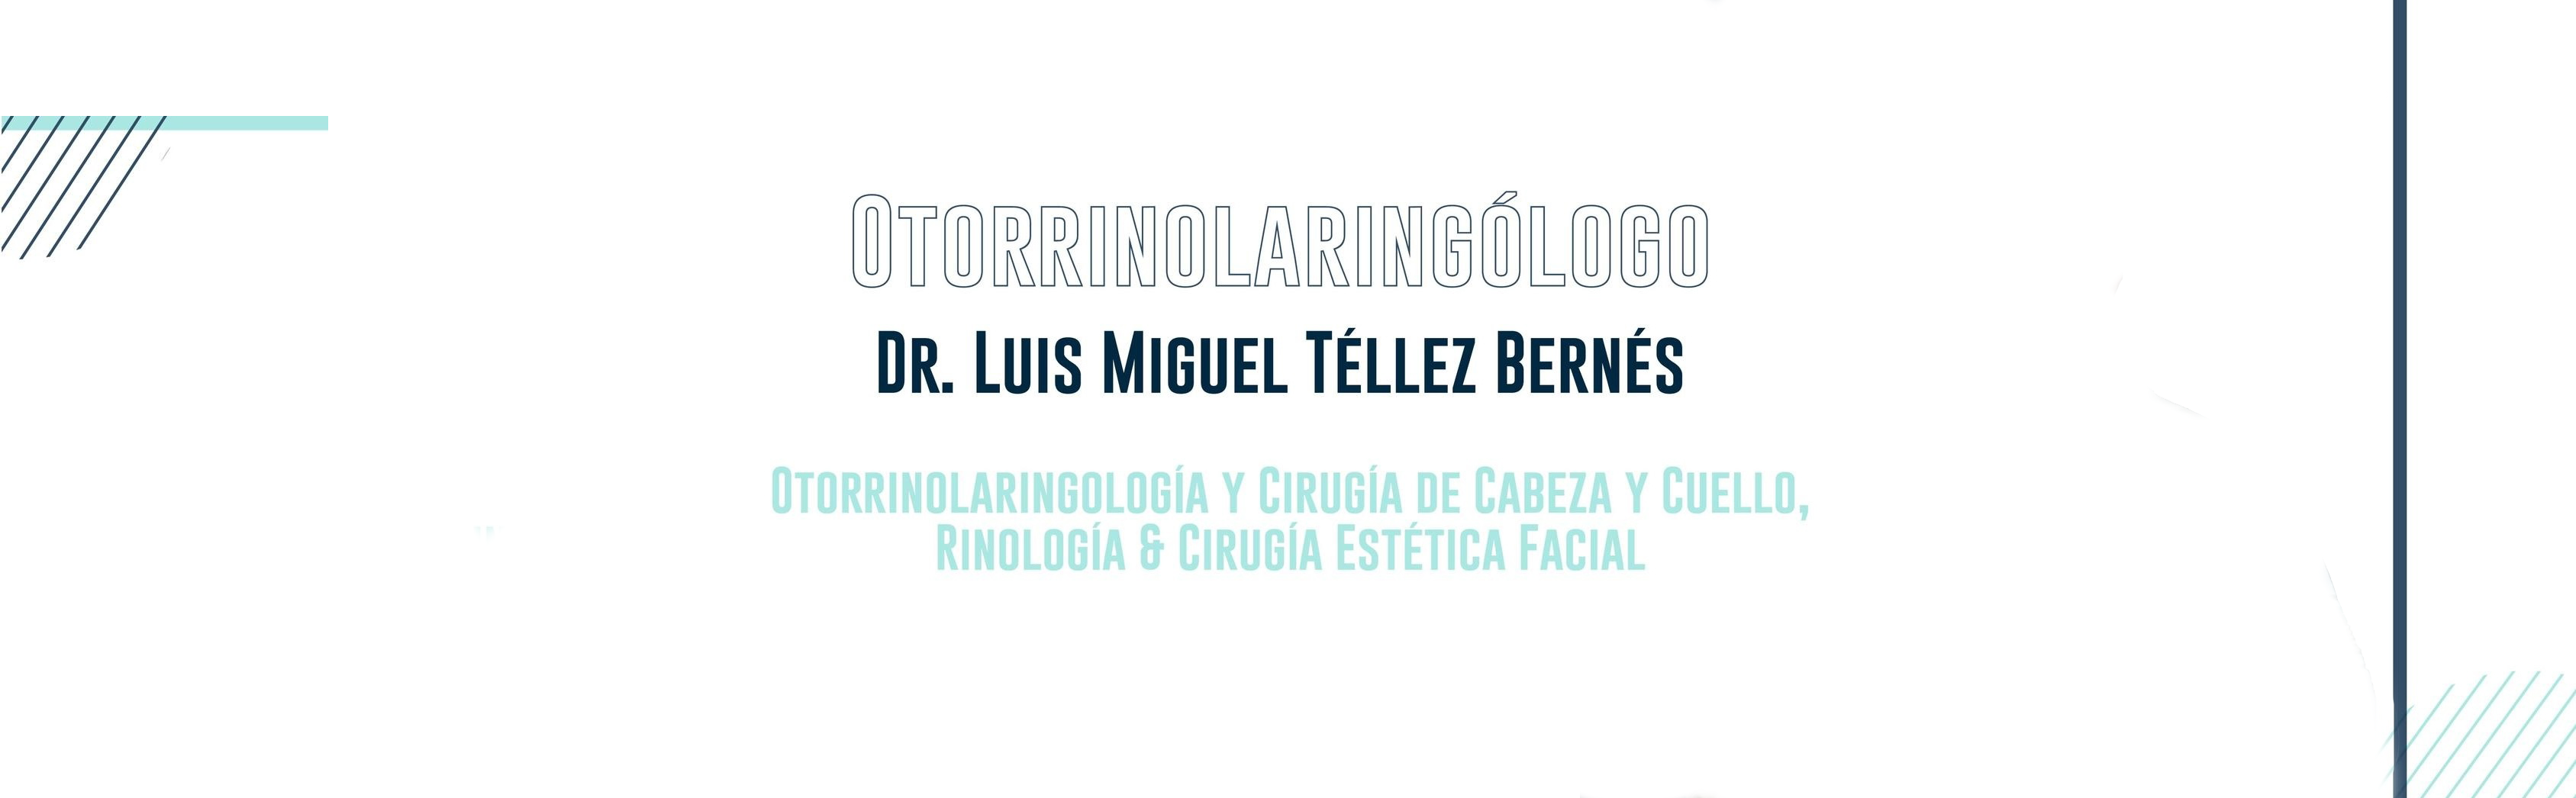 Otorrinolaringólogo
Dr. Luis Miguel Téllez Bernés
Otorrinolaringología y Cirugía de Cabeza y Cuello,
Rinología & Cirugía Estética Facial